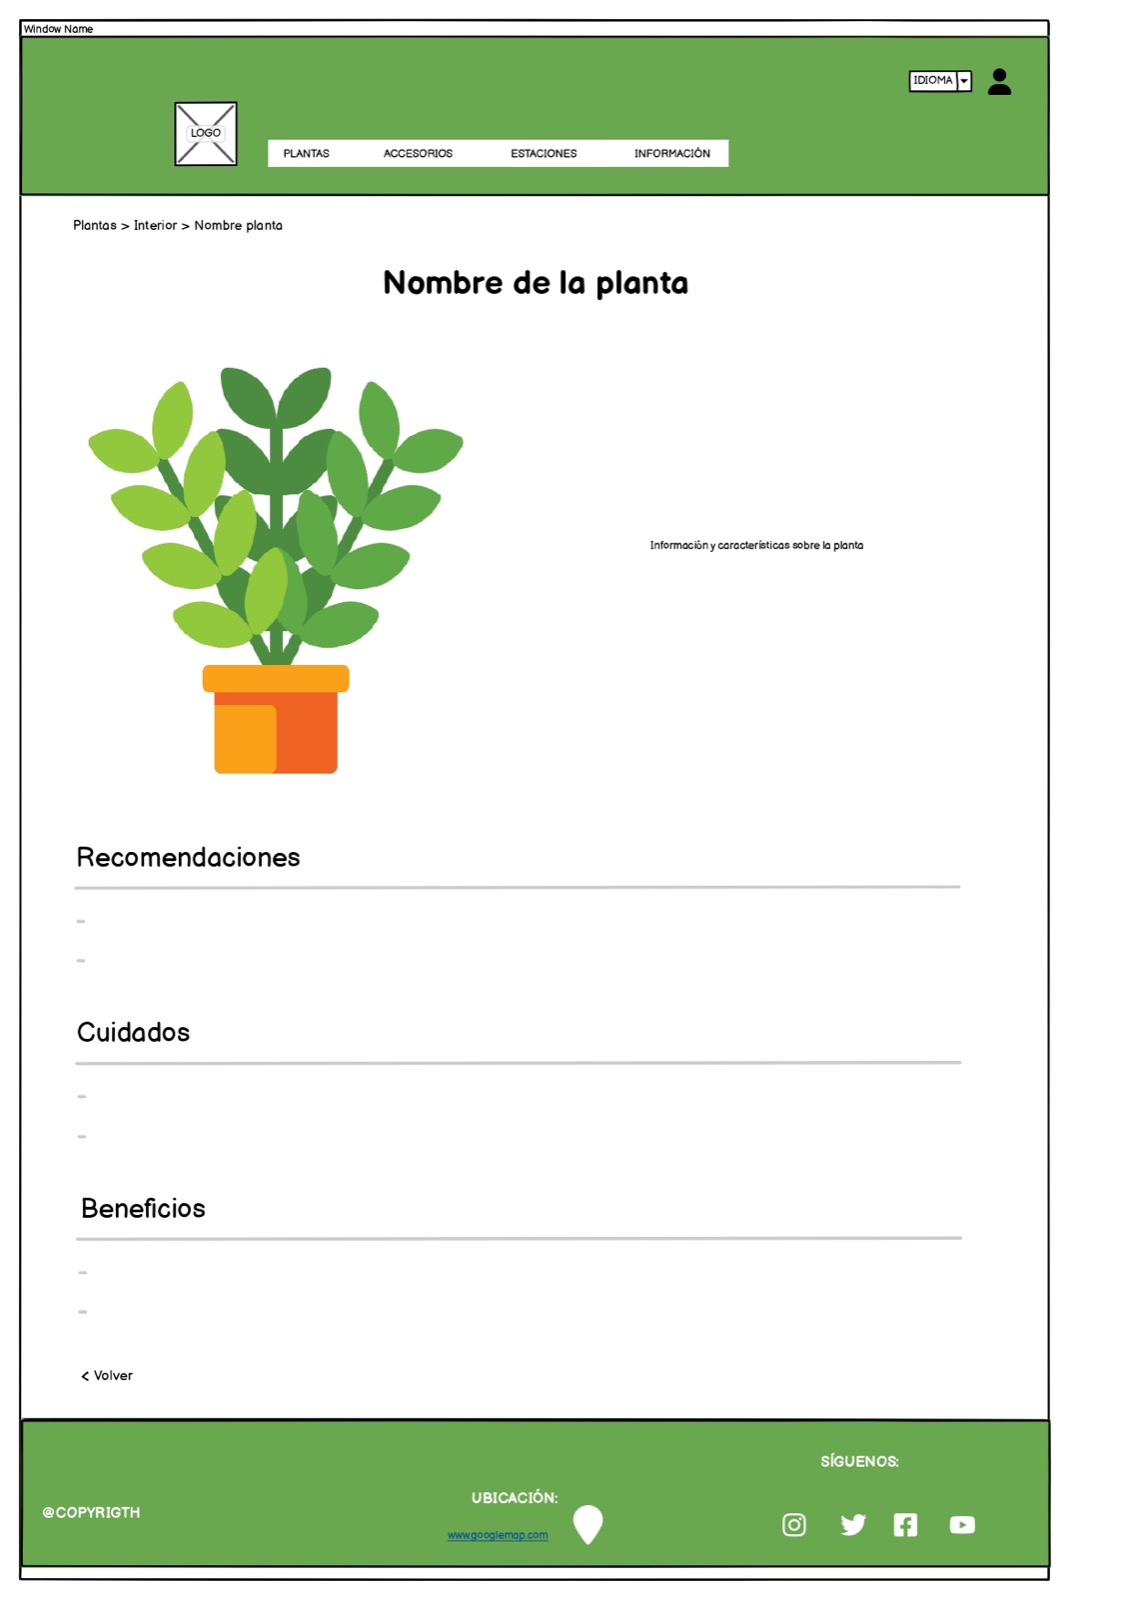 Window Name
IDIOMA
LOGO
PLANTAS ACCESORIOS ESTACIONES INFORMACIÓN
Plantas > Interior > Nombre planta
Nombre de la planta
Información y características sobre la planta
Recomendaciones
-
-
Cuidados
-
-
Beneficios
-
-
< Volver
SÍGUENOS:
UBICACIÓN:
@COPYRIGTH
www.googlemap.com